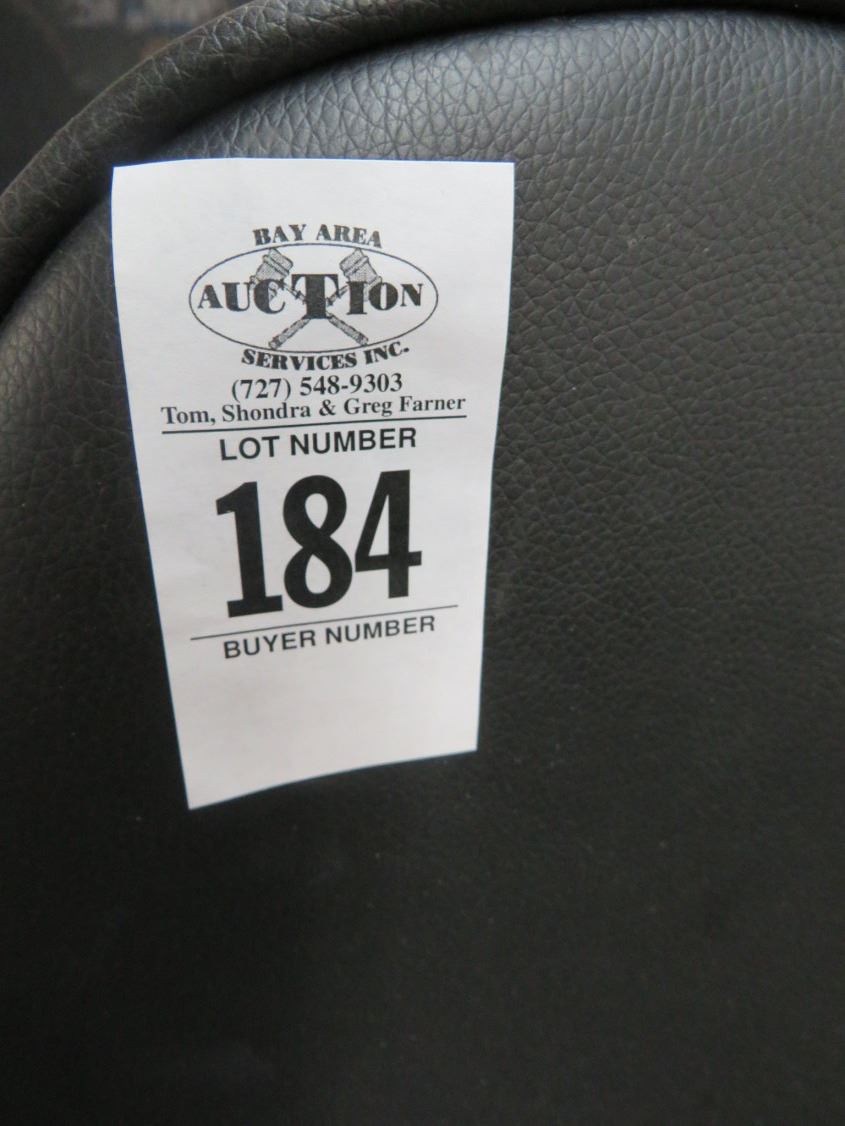 BAY AREA
AUCTION
SERVICES INC.
(727) 548-9303
Tom, Shondra & Greg Farner
LOT NUMBER
184
BUYER NUMBER